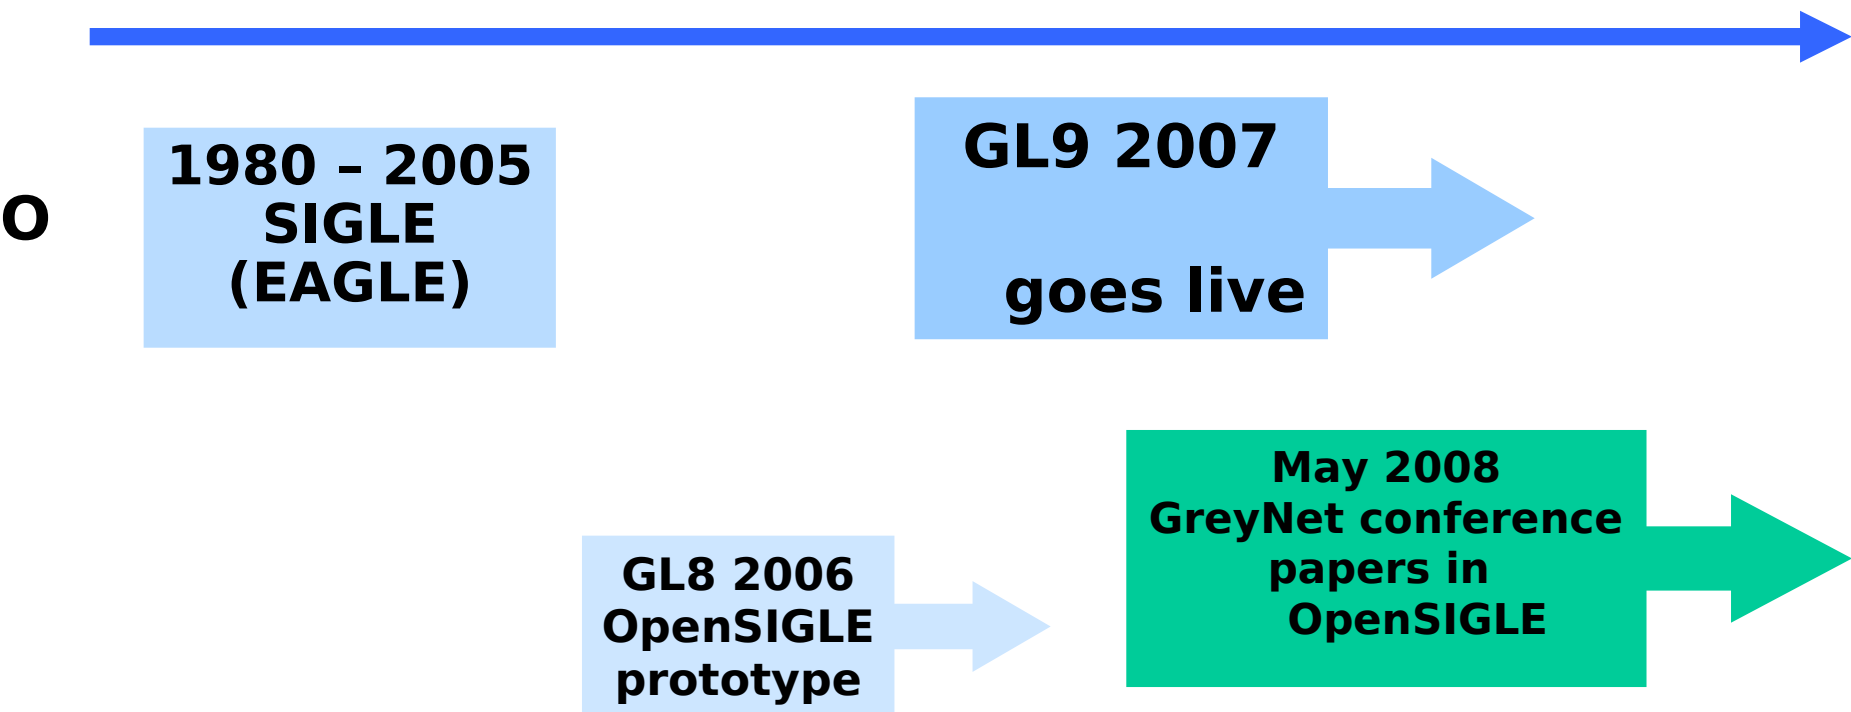 O
1980 – 2005
SIGLE
(EAGLE)
GL9 2007
goes live
GL8 2006
OpenSIGLE
prototype
May 2008
GreyNet conference
papers in
OpenSIGLE